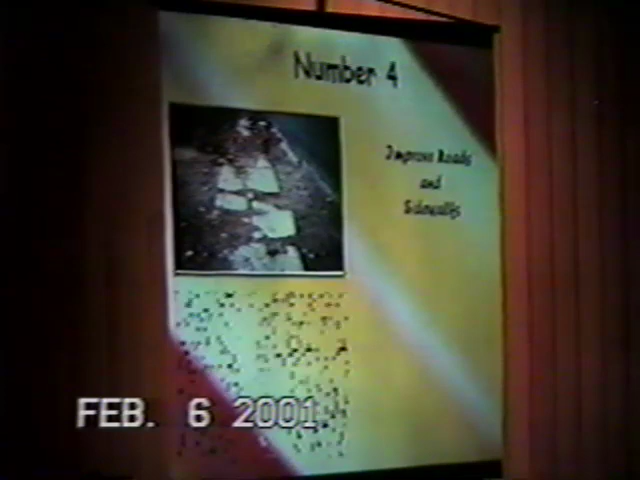 Number 4
Improve Roads
and
Sidewalks
FEB. 6 2001